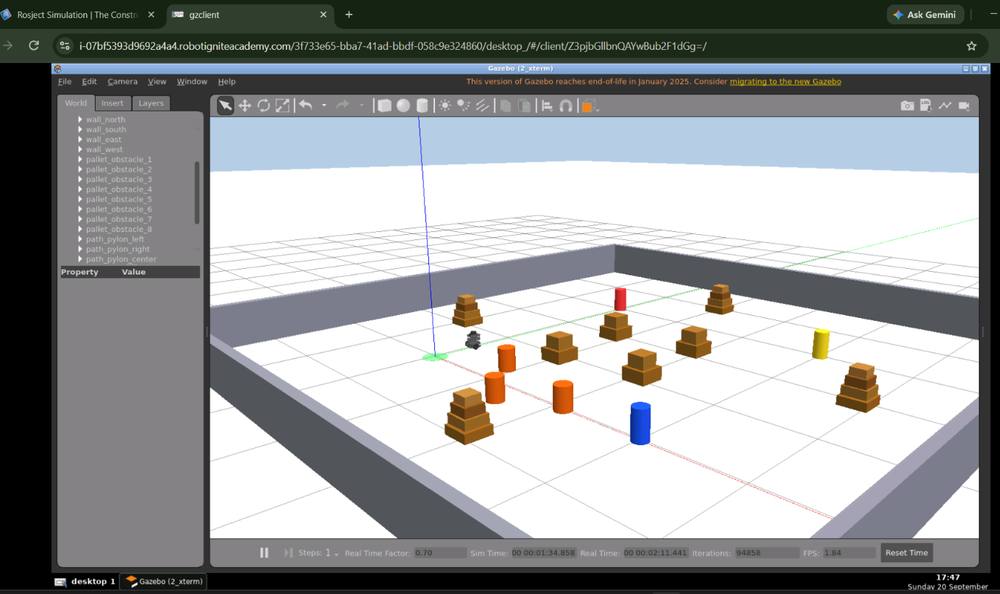 Rosject Simulation | The Constru
gzclient
Ask Gemini
i-07bf5393d9692a4a4.robotigniteacademy.com/3f733e65-bba7-41ad-bbdf-058c9e324860/desktop_/#/client/Z3pjbGllbnQAYwBub2F1dGg=/
Gazebo (2_xterm)
File Edit Camera View Window Help
This version of Gazebo reaches end-of-life in January 2025. Consider migrating to the new Gazebo
World Insert Layers
wall_north
wall_south
wall_east
wall_west
pallet_obstacle_1
pallet_obstacle_2
pallet_obstacle_3
pallet_obstacle_4
pallet_obstacle_5
pallet_obstacle_6
pallet_obstacle_7
pallet_obstacle_8
path_pylon_left
path_pylon_right
path_pylon_center
Property Value
LOG
Steps: 1 Real Time Factor: 0.70 Sim Time: 00 00:01:34.858 Real Time: 00 00:02:11.441 Iterations: 94858 FPS: 1.84 Reset Time
desktop 1 Gazebo (2_xterm)
17:47
Sunday 20 September